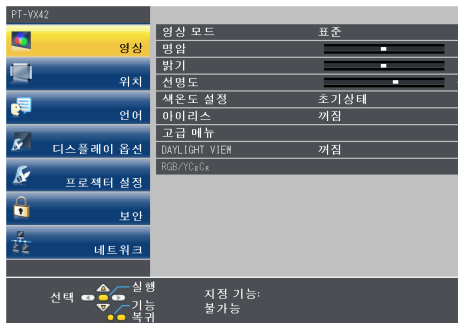 PT-VX42
영상
위치
언어
디스플레이 옵션
프로젝터 설정
보안
네트워크
영상 모드 표준
명암
밝기
선명도
색온도 설정 초기상태
아이리스 꺼짐
고급 메뉴
DAYLIGHT VIEW 꺼짐
RGB/YCBCR
선택
실행
기능
복귀
지정 기능:
불가능